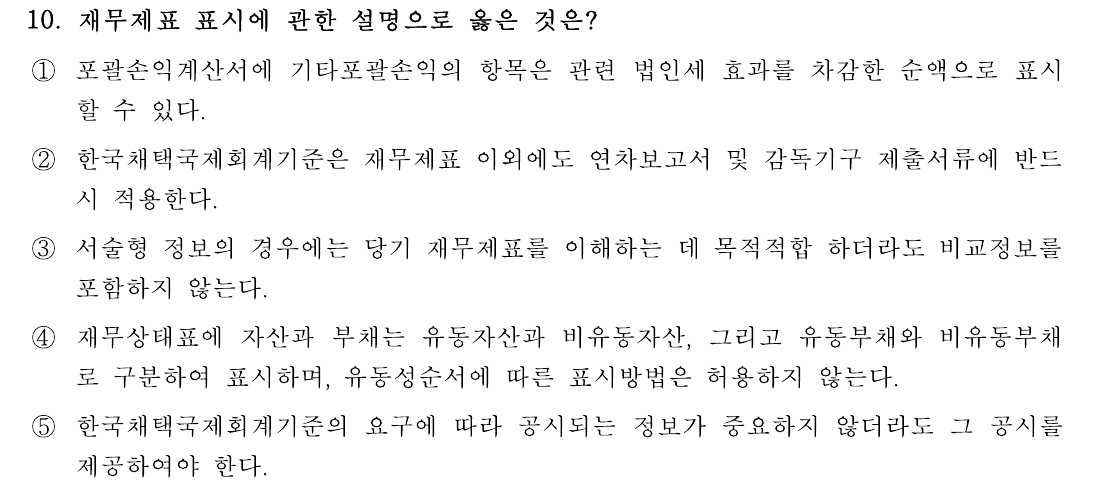 10. 재무제표 표시에 관한 설명으로 옳은 것은?
① 포괄손익계산서에 기타포괄손익의 항목은 관련 법인세 효과를 차감한 순액으로 표시
할 수 있다.
② 한국채택국제회계기준은 재무제표 이외에도 연차보고서 및 감독기구 제출서류에 반드
시 적용한다.
③ 서술형 정보의 경우에는 당기 재무제표를 이해하는 데 목적적합 하더라도 비교정보를
포함하지 않는다.
④ 재무상태표에 자산과 부채는 유동자산과 비유동자산, 그리고 유동부채와 비유동부채
로 구분하여 표시하며, 유동성순서에 따른 표시방법은 허용하지 않는다.
⑤ 한국채택국제회계기준의 요구에 따라 공시되는 정보가 중요하지 않더라도 그 공시를
제공하여야 한다.